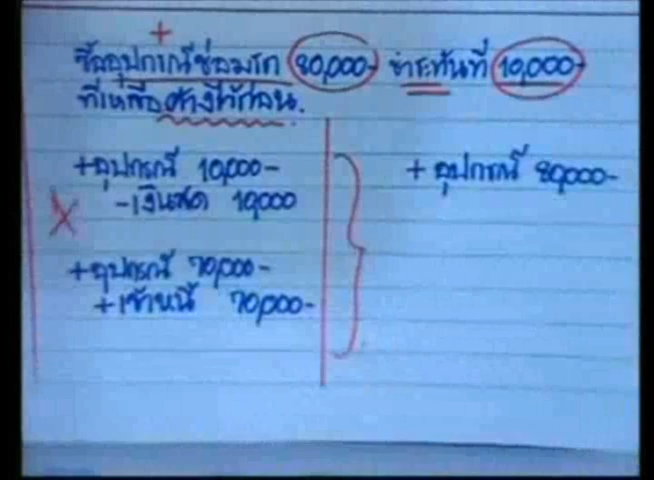 +
ซื้ออุปกรณ์ซ่อมรถ 80,000- ชำระทันที 10,000-
ที่เหลือค้างไว้ก่อน.
+อุปกรณ์ 10,000-
-เงินสด 10,000
X
+อุปกรณ์ 70,000-
+เจ้าหนี้ 70,000-
+ อุปกรณ์ 80,000-